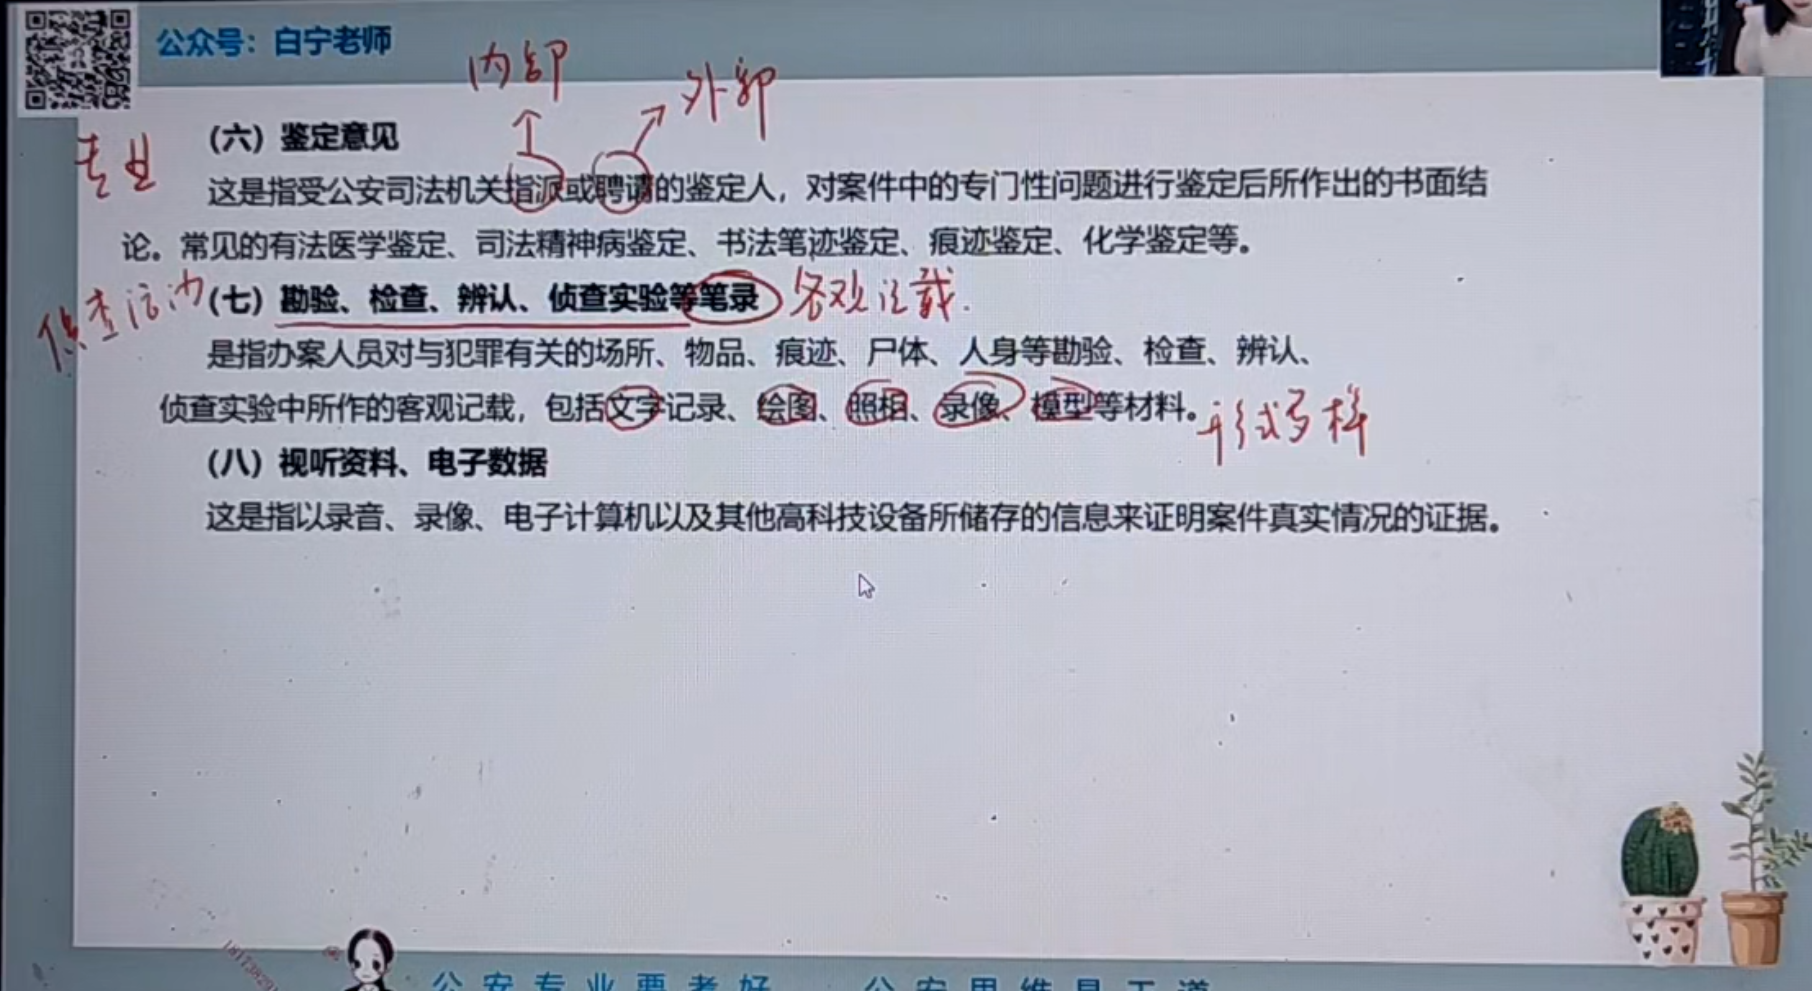 公众号：白宁老师
内部
外部
专业
（六）鉴定意见
这是指受公安司法机关指派或聘请的鉴定人，对案件中的专门性问题进行鉴定后所作出的书面结
论。常见的有法医学鉴定、司法精神病鉴定、书法笔迹鉴定、痕迹鉴定、化学鉴定等。
侦查活动
（七）勘验、检查、辨认、侦查实验等笔录 客观记载.
是指办案人员对与犯罪有关的场所、物品、痕迹、尸体、人身等勘验、检查、辨认、
侦查实验中所作的客观记载，包括文字记录、绘图、照相、录像、模型等材料。
形式多样
（八）视听资料、电子数据
这是指以录音、录像、电子计算机以及其他高科技设备所储存的信息来证明案件真实情况的证据。
公安专业要考好 公安思维是王道